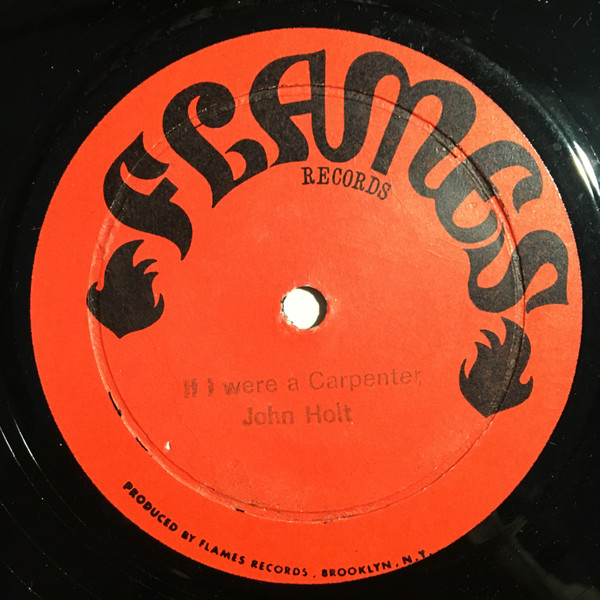 FLAMES
RECORDS
If I were a Carpenter,
John Holt
PRODUCED BY FLAMES RECORDS. BROOKLYN. N.Y.